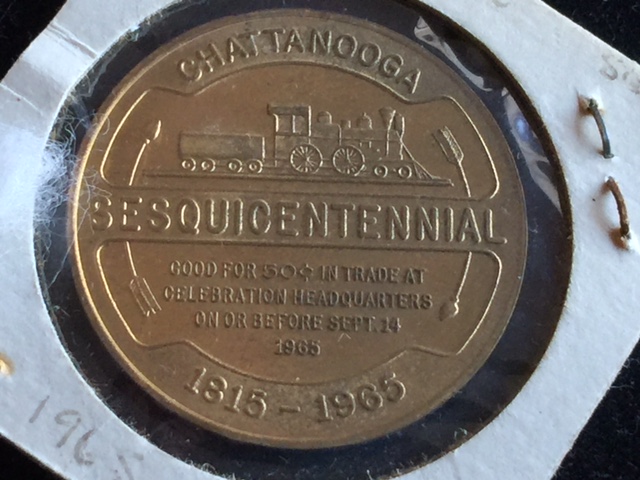 CHATTANOOGA
SESQUICENTENNIAL
GOOD FOR 50¢ IN TRADE AT
CELEBRATION HEADQUARTERS
ON OR BEFORE SEPT. 14
1965
1815 - 1965
1965